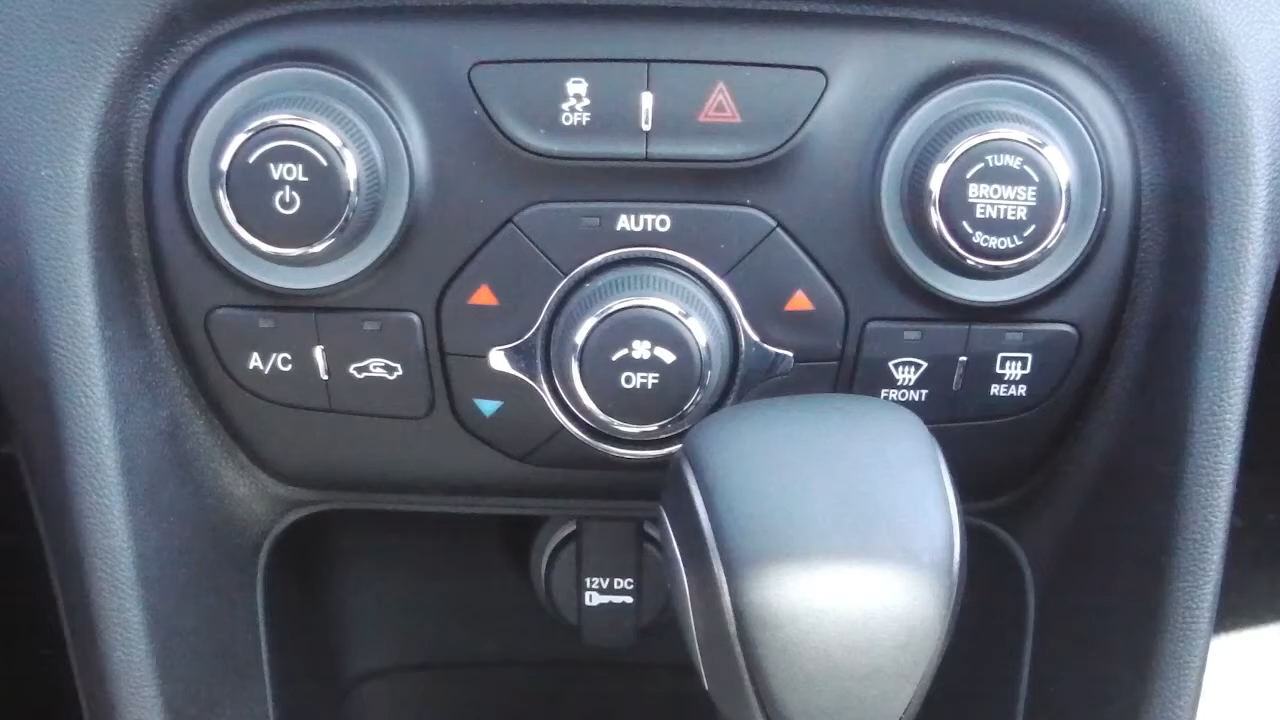 OFF
VOL
TUNE
BROWSE
ENTER
SCROLL
AUTO
A/C
OFF
FRONT
REAR
12V DC